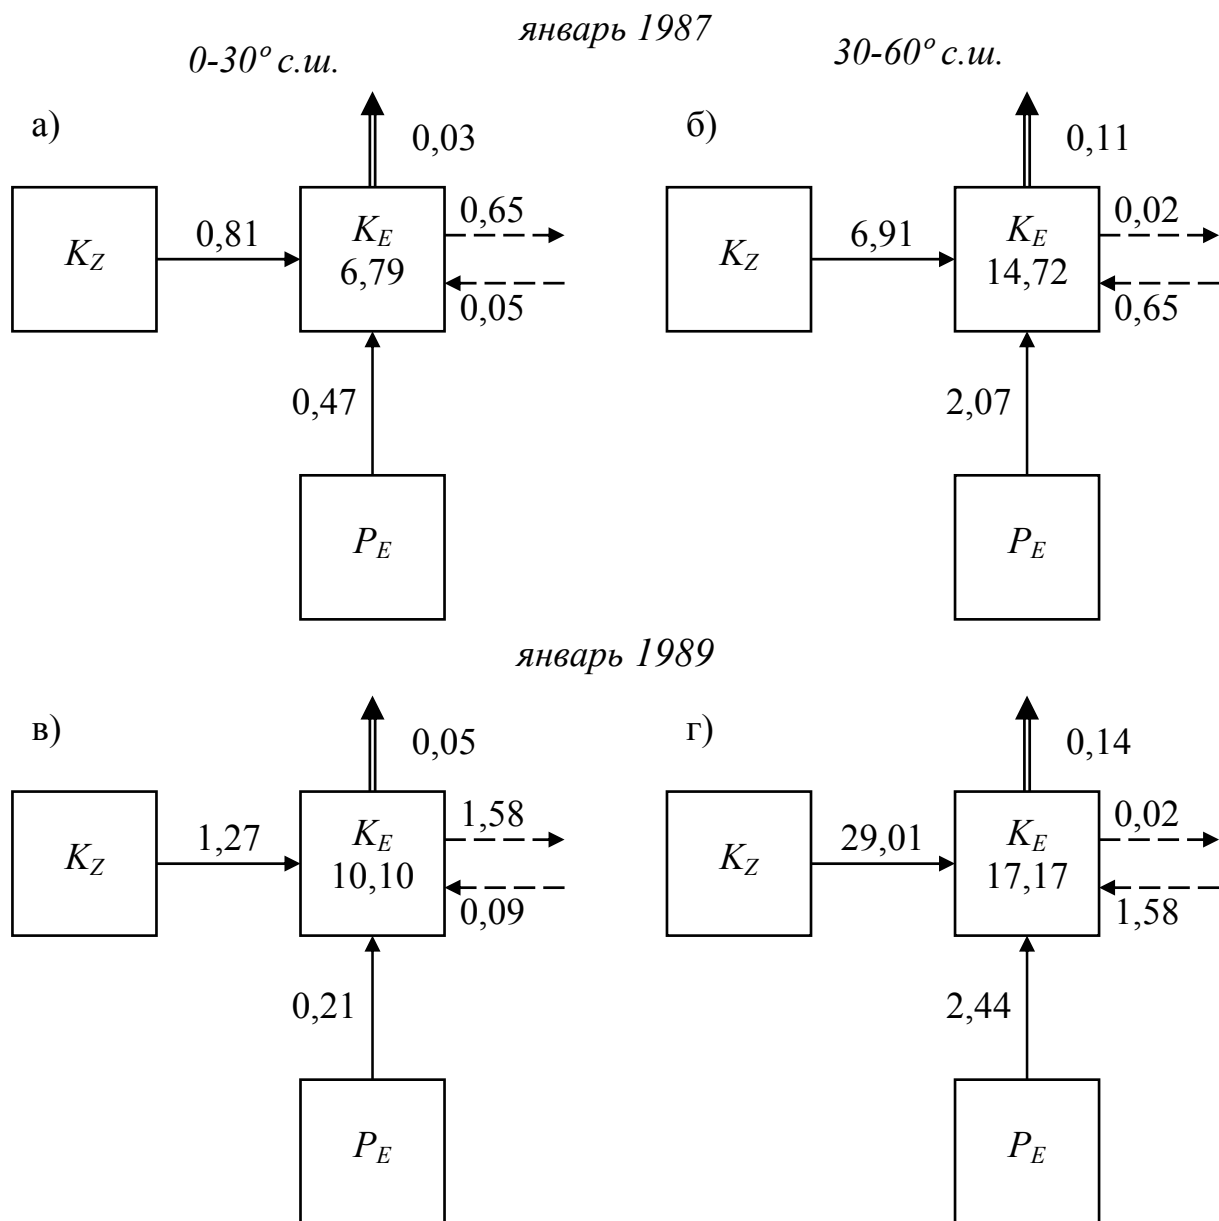 январь 1987
0-30º с.ш.
30-60º с.ш.
а)
0,03
K_Z
0,81
K_E
6,79
0,65
0,05
0,47
P_E
б)
0,11
K_Z
6,91
K_E
14,72
0,02
0,65
2,07
P_E
январь 1989
в)
0,05
K_Z
1,27
K_E
10,10
1,58
0,09
0,21
P_E
г)
0,14
K_Z
29,01
K_E
17,17
0,02
1,58
2,44
P_E